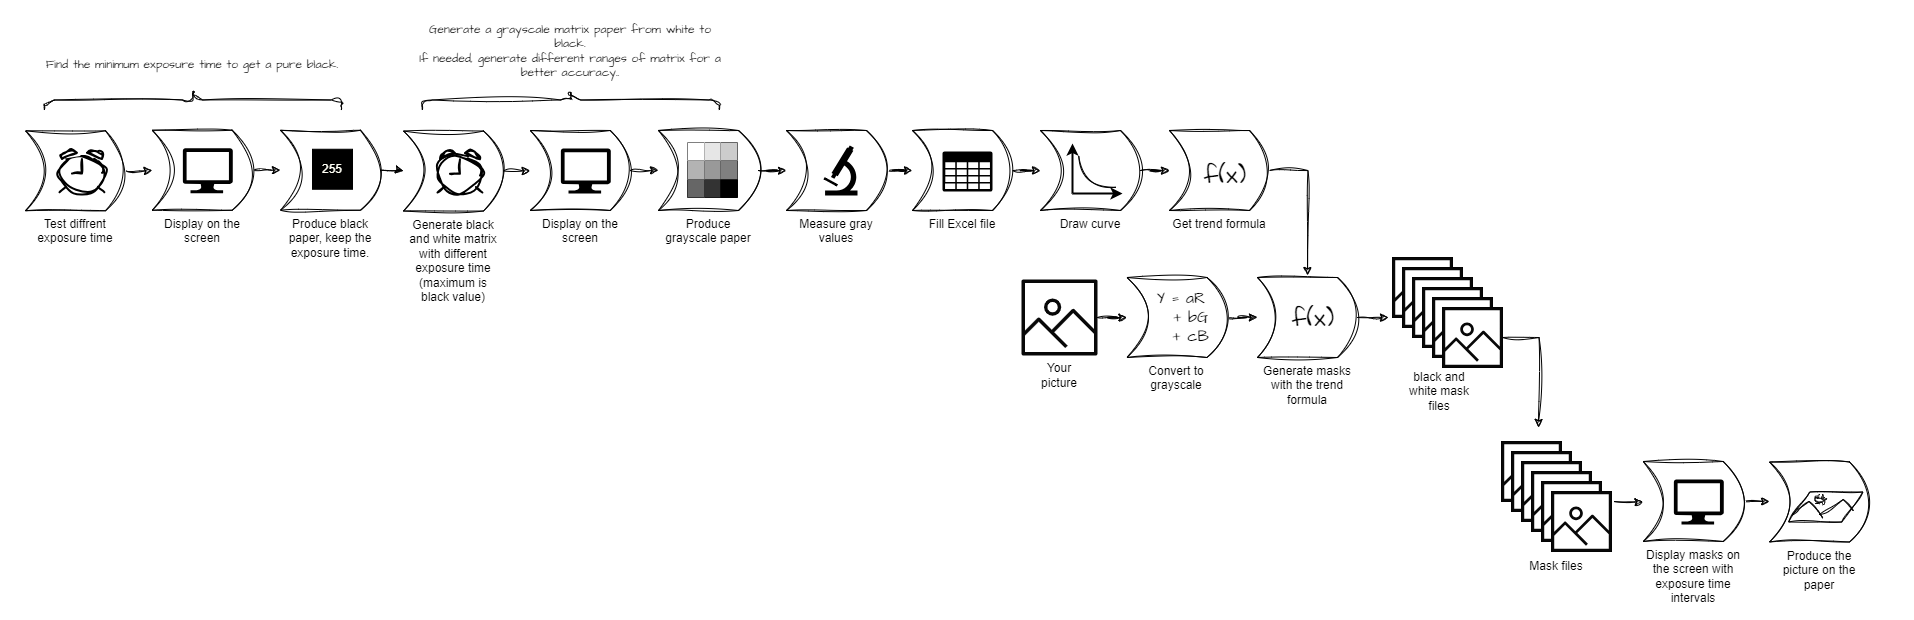 Generate a grayscale matrix paper from white to
black.
If needed, generate different ranges of matrix for a
better accuracy.
Find the minimum exposure time to get a pure black.
255
f(x)
Test diffrent
exposure time
Display on the
screen
Produce black
paper, keep the
exposure time.
Generate black
and white matrix
with different
exposure time
(maximum is
black value)
Display on the
screen
Produce
grayscale paper
Measure gray
values
Fill Excel file
Draw curve
Get trend formula
Y = aR
+ bG
+ cB
f(x)
Your
picture
Convert to
grayscale
Generate masks
with the trend
formula
black and
white mask
files
Mask files
Display masks on
the screen with
exposure time
intervals
Produce the
picture on the
paper